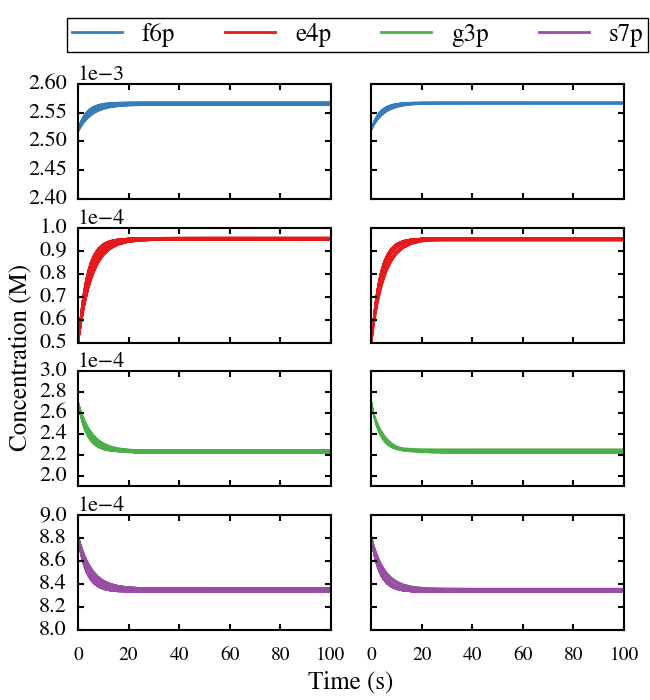 f6p e4p g3p s7p
1e−3
2.60
2.55
2.50
2.45
2.40
1e−4
1.0
0.9
0.8
0.7
0.6
0.5
1e−4
3.0
2.8
2.6
2.4
2.2
2.0
1e−4
9.0
8.8
8.6
8.4
8.2
8.0
Concentration (M)
0 20 40 60 80 100 0 20 40 60 80 100
Time (s)